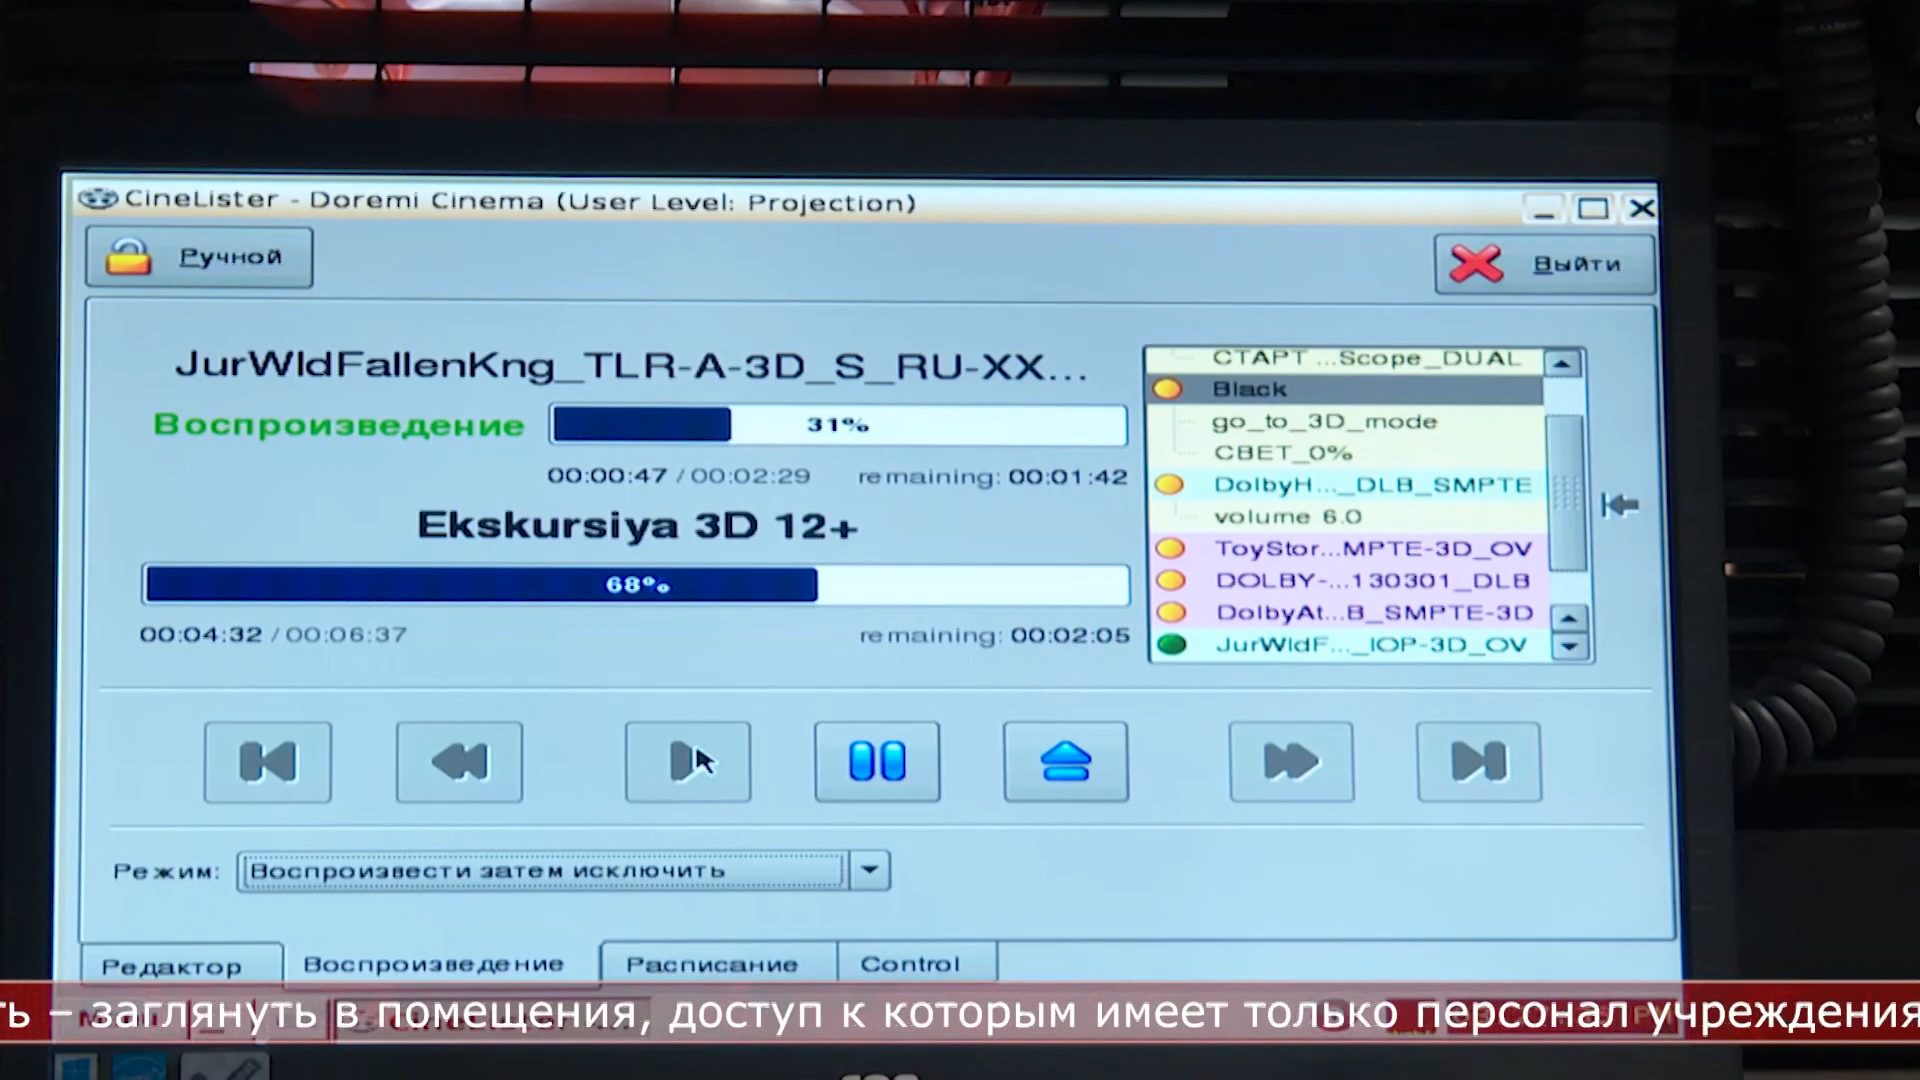 CineLister - Doremi Cinema (User Level: Projection)
Ручной
Выйти
JurWldFallenKng_TLR-A-3D_S_RU-XX...
Воспроизведение
31%
00:00:47 / 00:02:29
remaining: 00:01:42
Ekskursiya 3D 12+
68%
00:04:32 / 00:06:37
remaining: 00:02:05
СТАРТ ...Scope_DUAL
Black
go_to_3D_mode
СВЕТ_0%
DolbyH..._DLB_SMPTE
volume 6.0
ToyStor...MPTE-3D_OV
DOLBY-...130301_DLB
DolbyAt...B_SMPTE-3D
JurWldF..._IOP-3D_OV
Режим:
Воспроизвести затем исключить
Редактор
Воспроизведение
Расписание
Control
ть – заглянуть в помещения, доступ к которым имеет только персонал учреждения